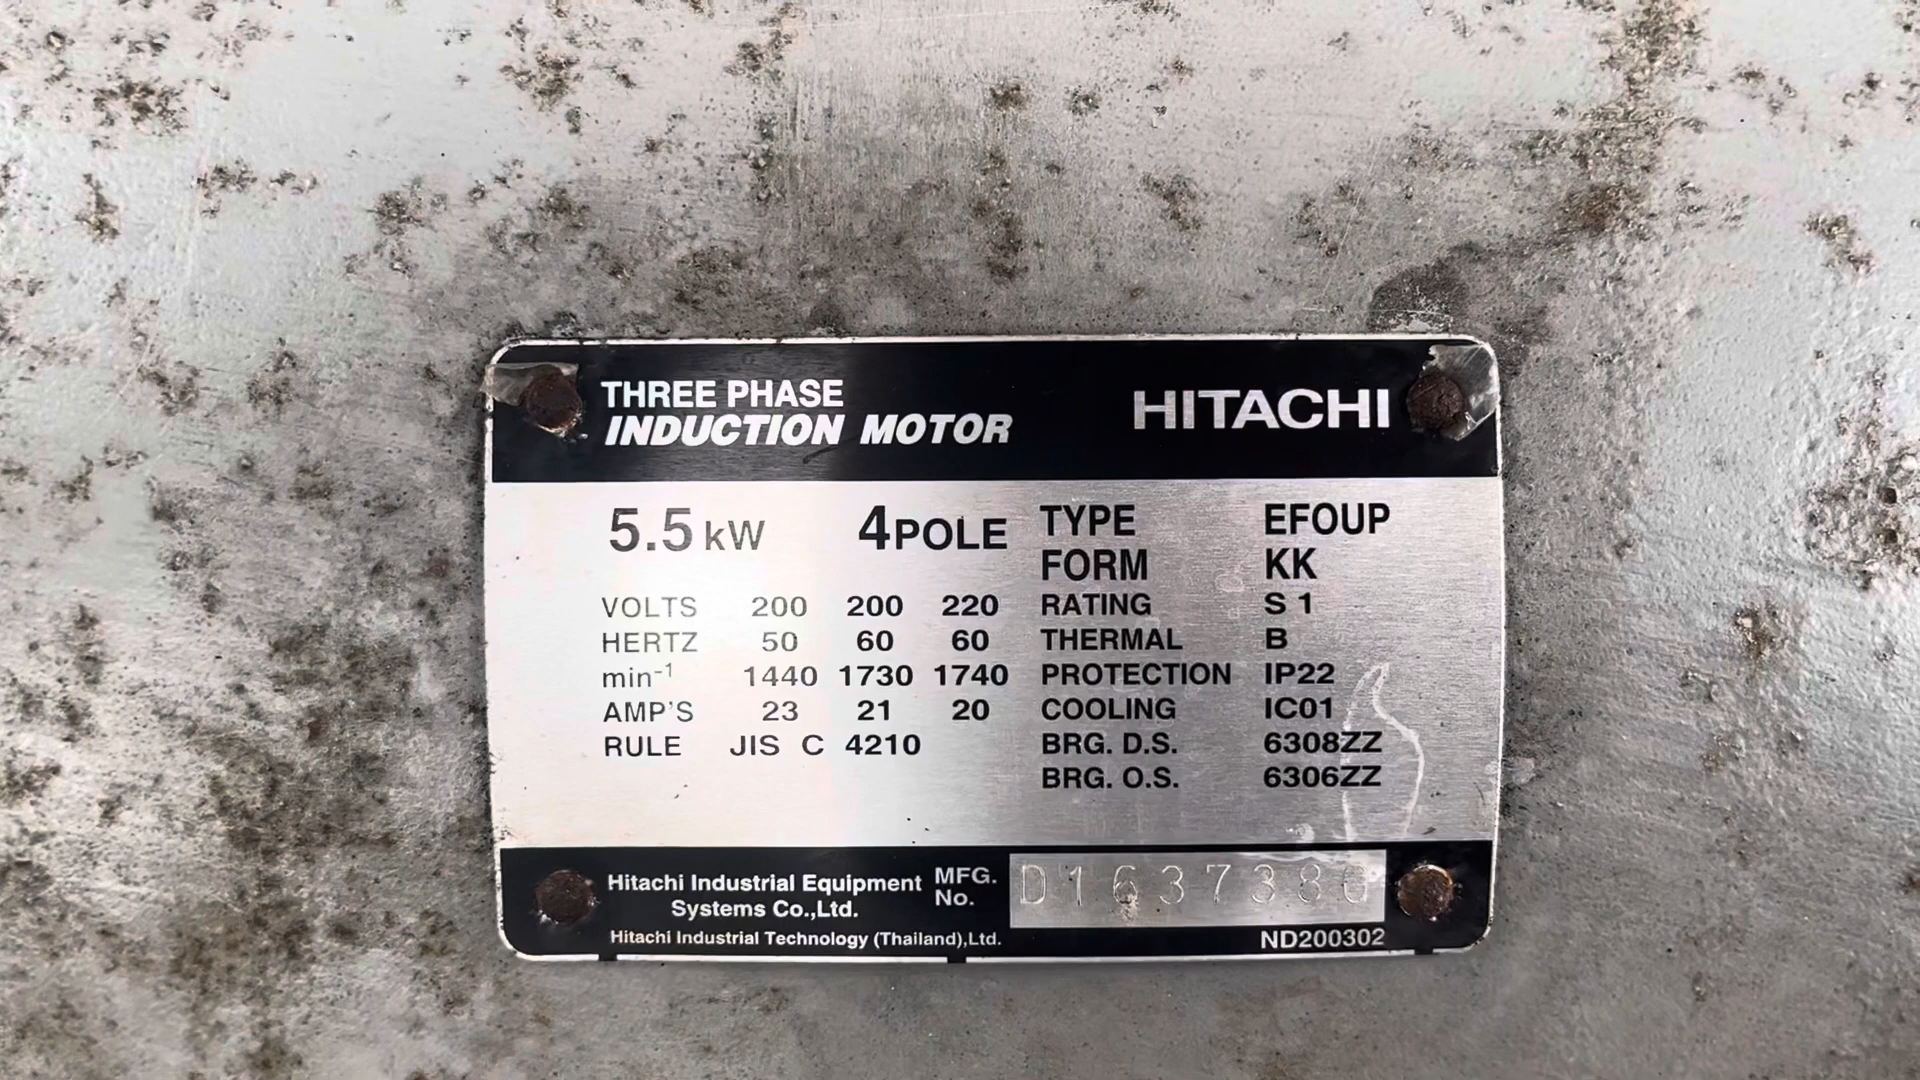 THREE PHASE
INDUCTION MOTOR
HITACHI
5.5 kW 4 POLE
VOLTS 200 200 220
HERTZ 50 60 60
min⁻¹ 1440 1730 1740
AMP'S 23 21 20
RULE JIS C 4210
TYPE EFOUP
FORM KK
RATING S 1
THERMAL B
PROTECTION IP22
COOLING IC01
BRG. D.S. 6308ZZ
BRG. O.S. 6306ZZ
Hitachi Industrial Equipment
Systems Co.,Ltd.
Hitachi Industrial Technology (Thailand),Ltd.
MFG.
No.
ND200302